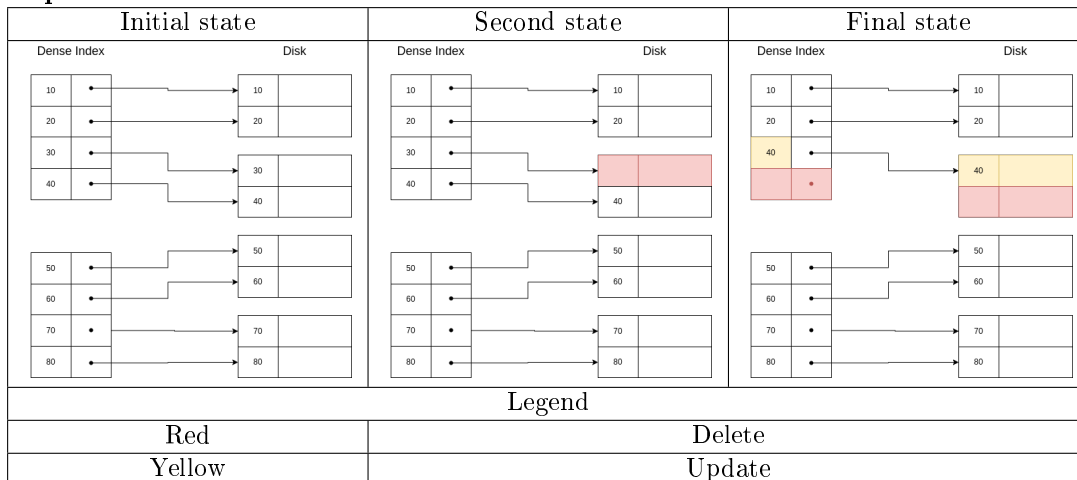 Initial state Second state Final state
Dense Index Disk Dense Index Disk Dense Index Disk
10 10 10 10 10 10
20 20 20 20 20 20
30 30 30 40
40 40 40 40 40
50 50 50 50 50 50
60 60 60 60 60 60
70 70 70 70 70 70
80 80 80 80 80 80
Legend
Red Delete
Yellow Update